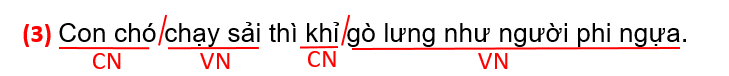 (3) Con chó/chạy sải thì khỉ/gò lưng như người phi ngựa.
CN VN CN VN